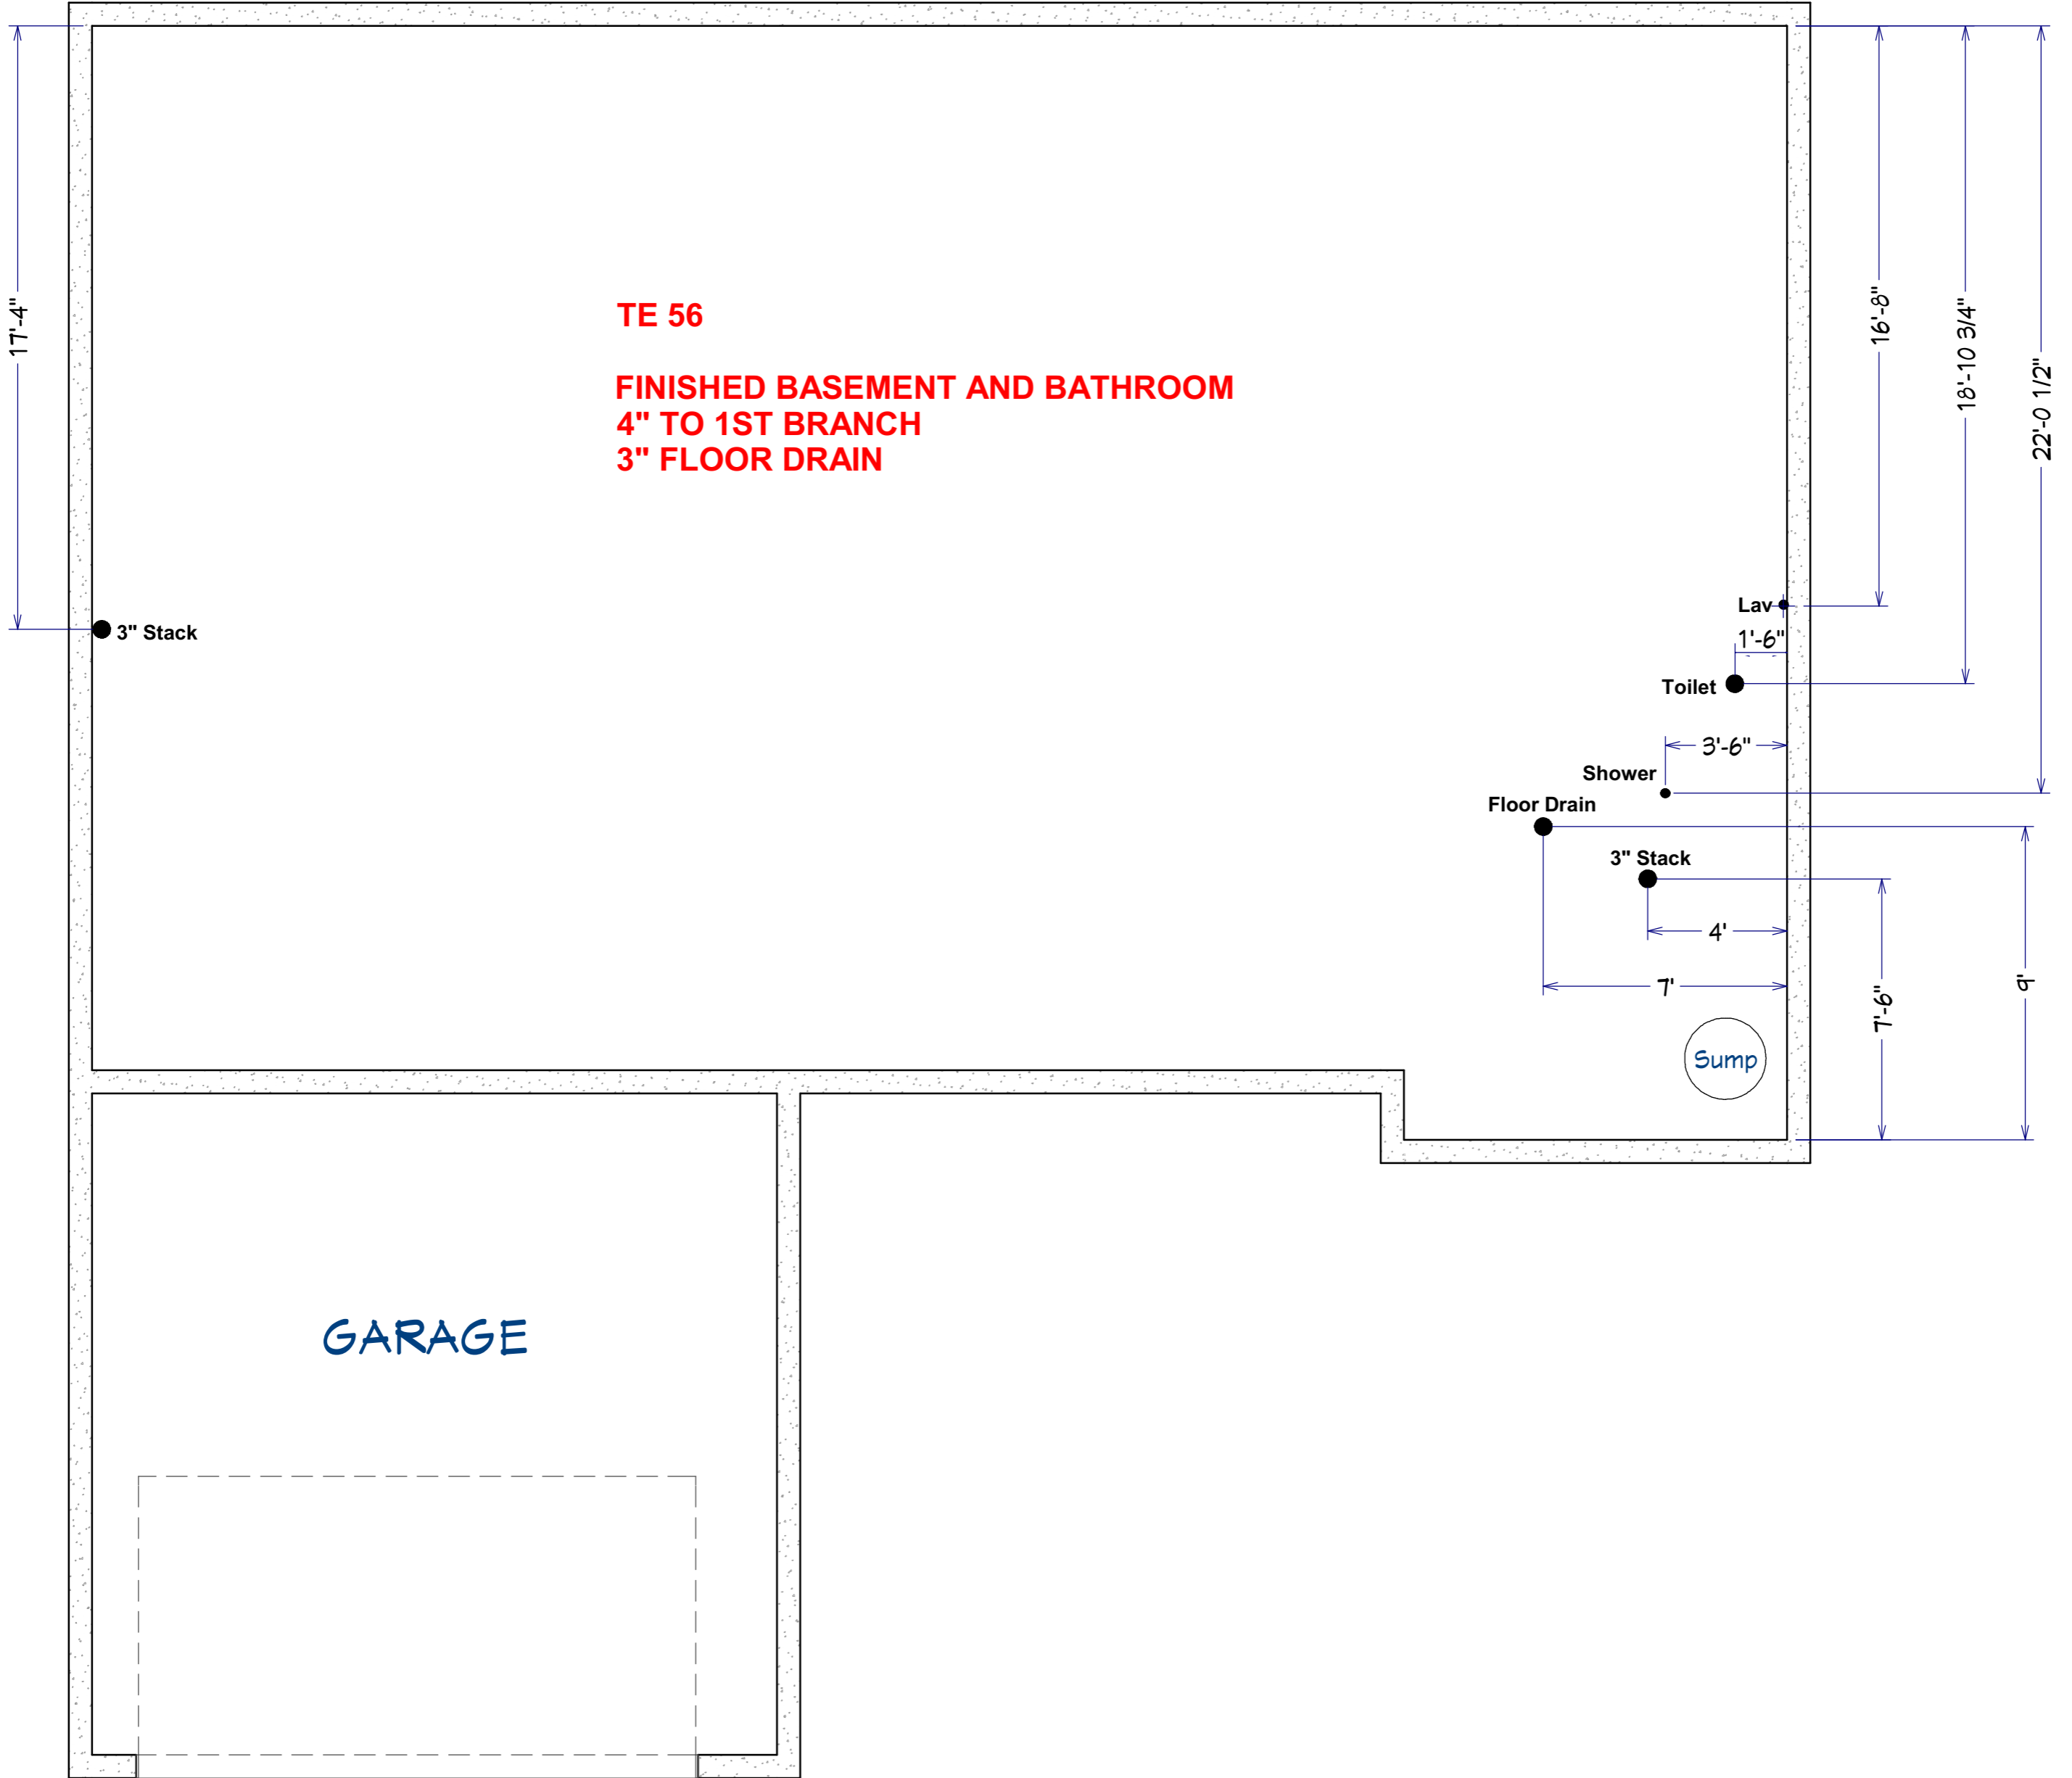 17'-4"
TE 56
FINISHED BASEMENT AND BATHROOM
4" TO 1ST BRANCH
3" FLOOR DRAIN
16'-8"
18'-10 3/4"
22'-0 1/2"
3" Stack
Lav
1'-6"
Toilet
3'-6"
Shower
Floor Drain
3" Stack
4'
7'
9'
7'-6"
Sump
GARAGE